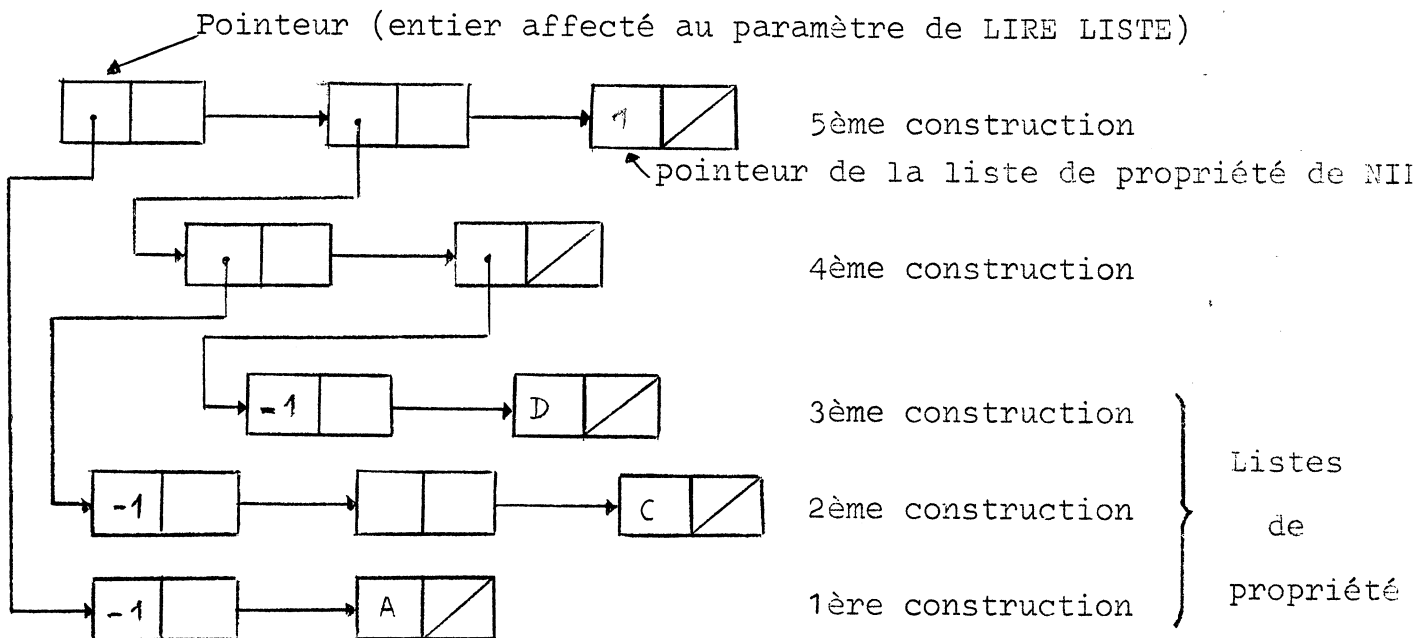 Pointeur (entier affecté au paramètre de LIRE LISTE)
1
5ème construction
pointeur de la liste de propriété de NIL
4ème construction
-1 D
3ème construction
-1 C
2ème construction
-1 A
1ère construction
Listes
de
propriété